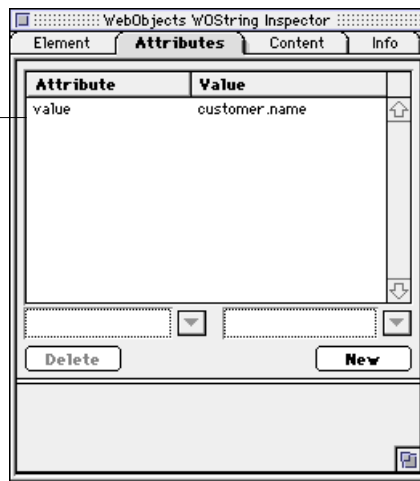 WebObjects WOString Inspector
Element Attributes Content Info
Attribute Value
value customer.name
Delete New